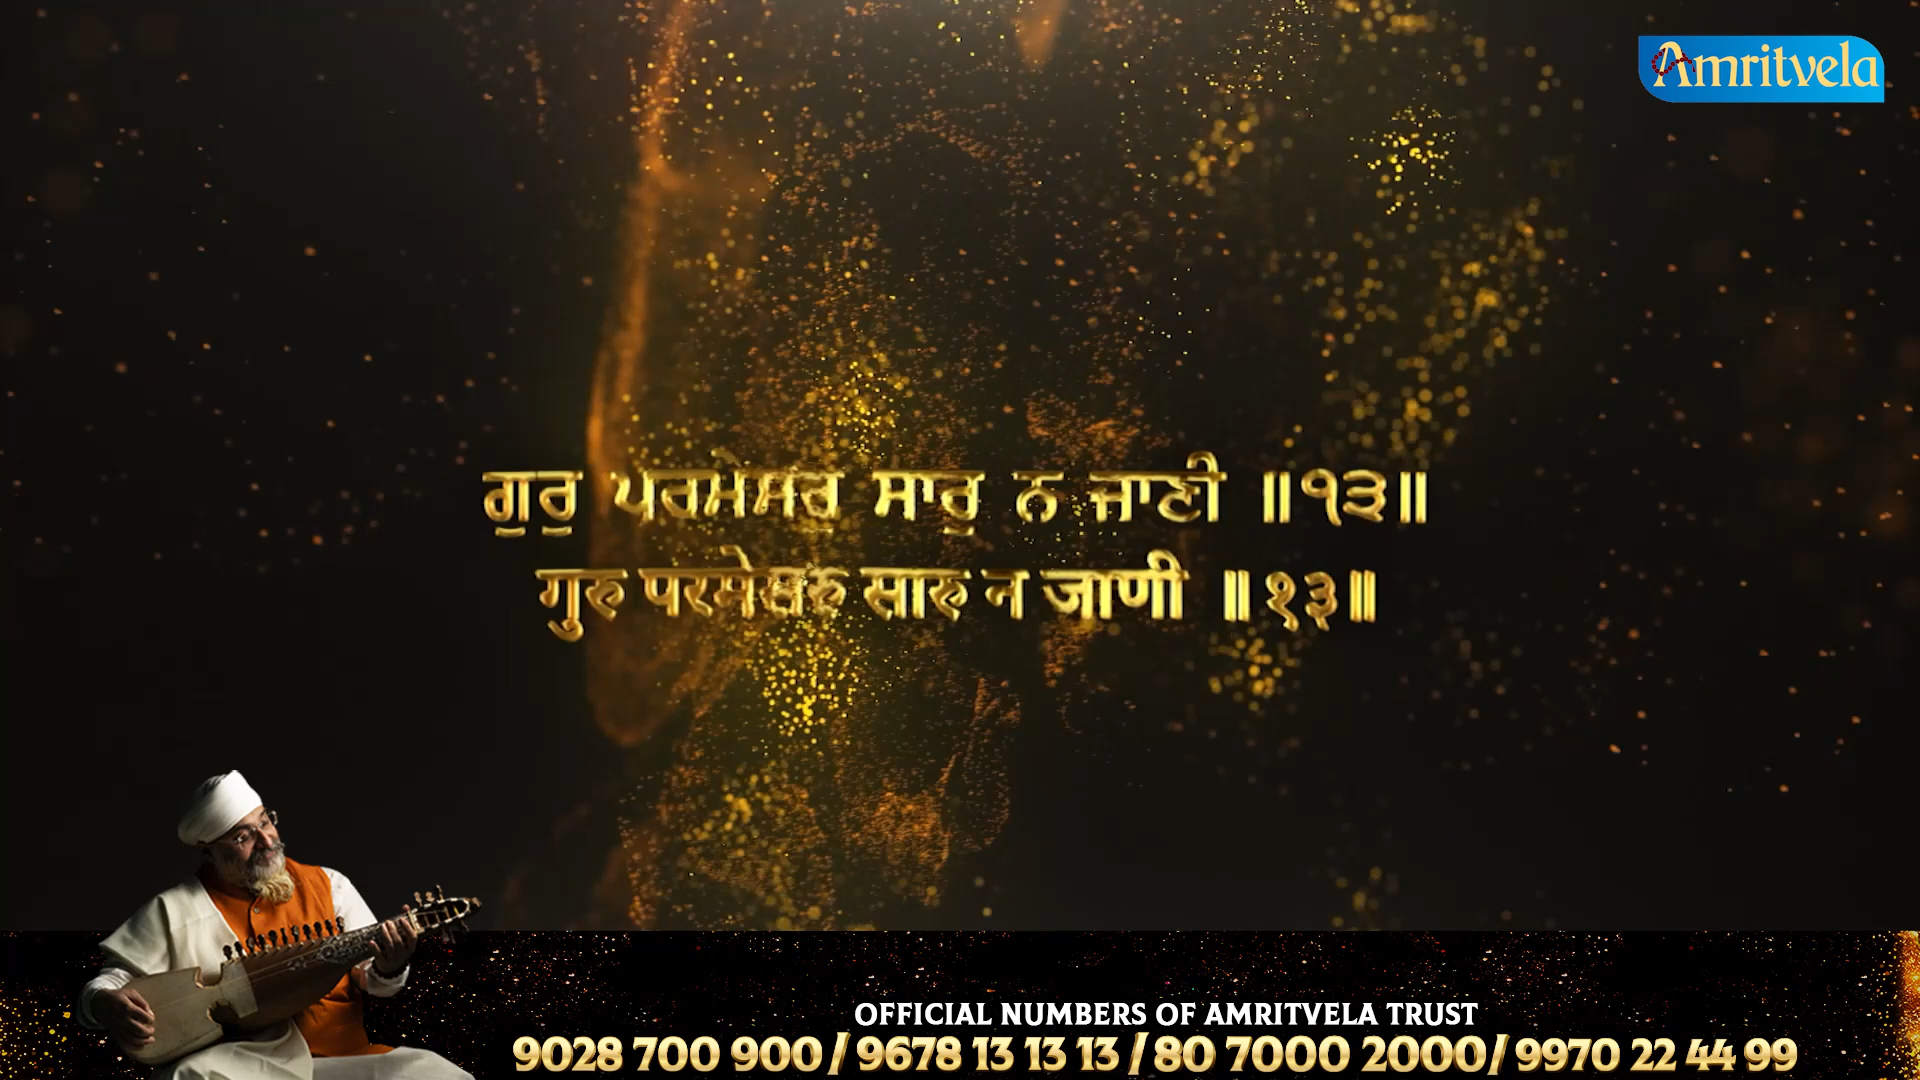 Amritvela
ਗੁਰੁ ਪਰਮੇਸਰੁ ਸਾਰੁ ਨ ਜਾਣੀ ॥੧੩॥
गुरु परमेसरु सारु न जाणी ॥१३॥
OFFICIAL NUMBERS OF AMRITVELA TRUST
9028 700 900 / 9678 13 13 13 / 80 7000 2000 / 9970 22 44 99